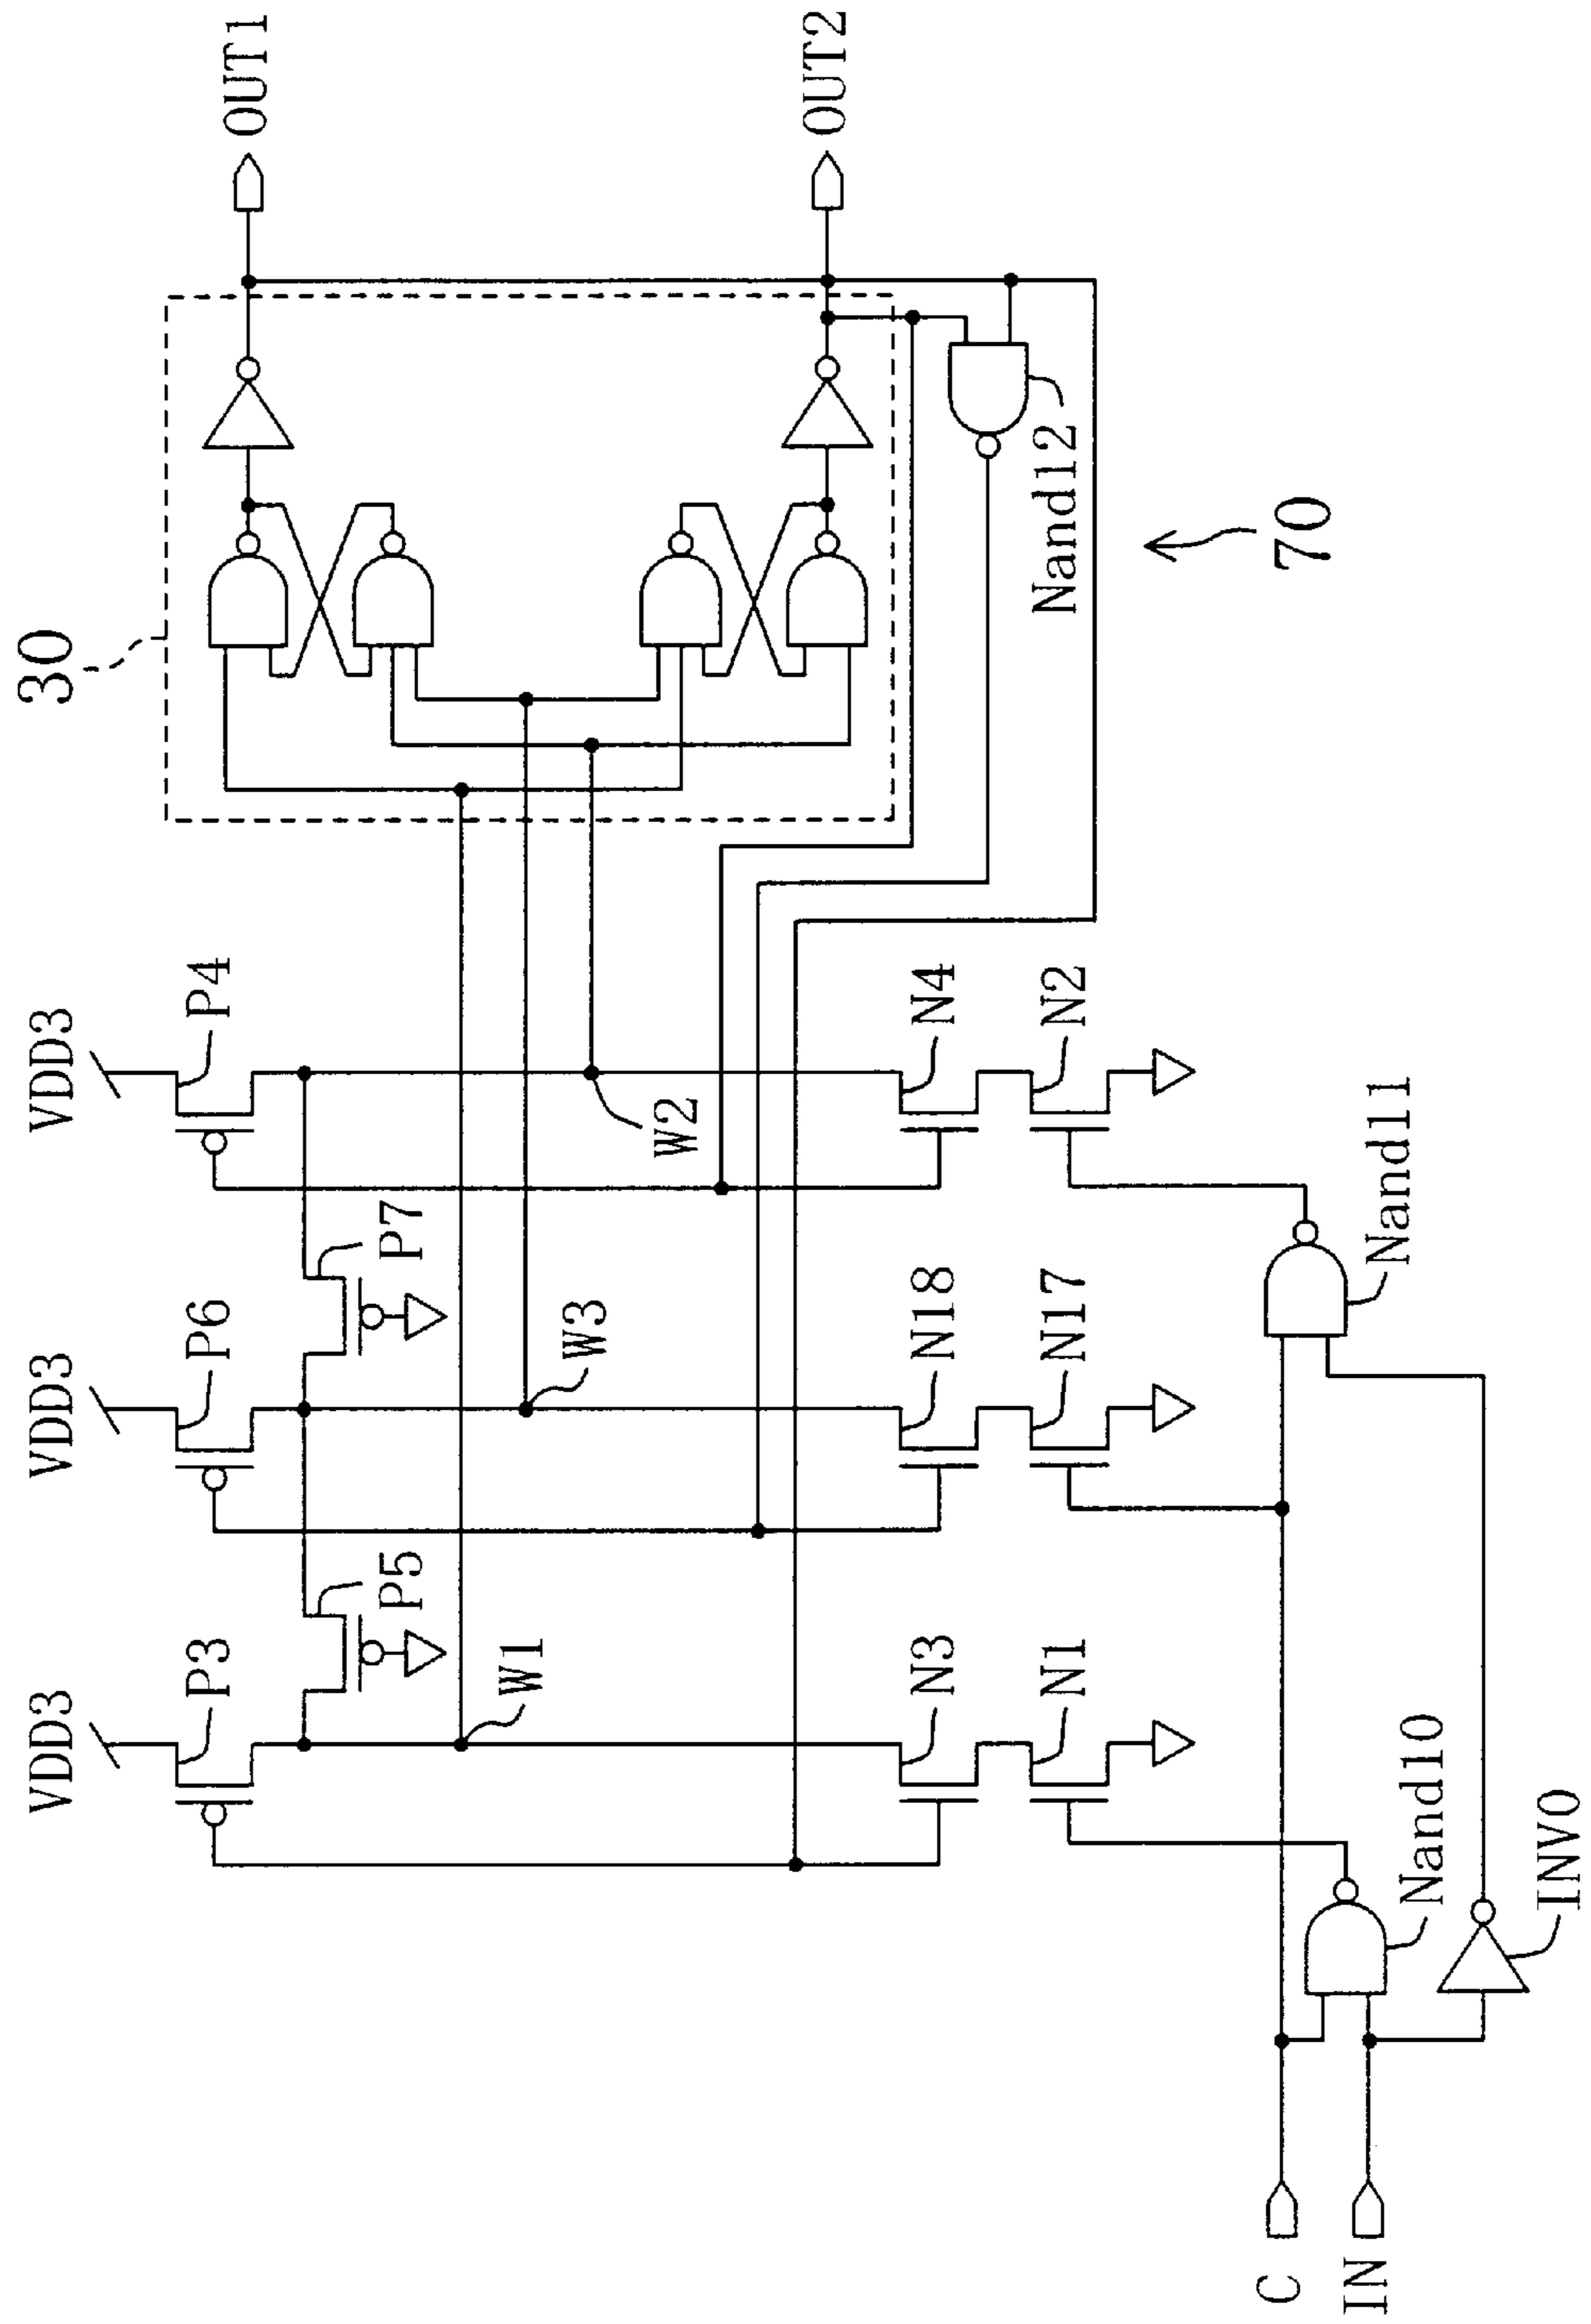 30
OUT1
OUT2
Nand12
70
VDD3
P4
VDD3
P6
VDD3
P3
P7
P5
W2
W3
W1
N4
N2
N18
N17
N3
N1
Nand11
Nand10
INV0
C
IN